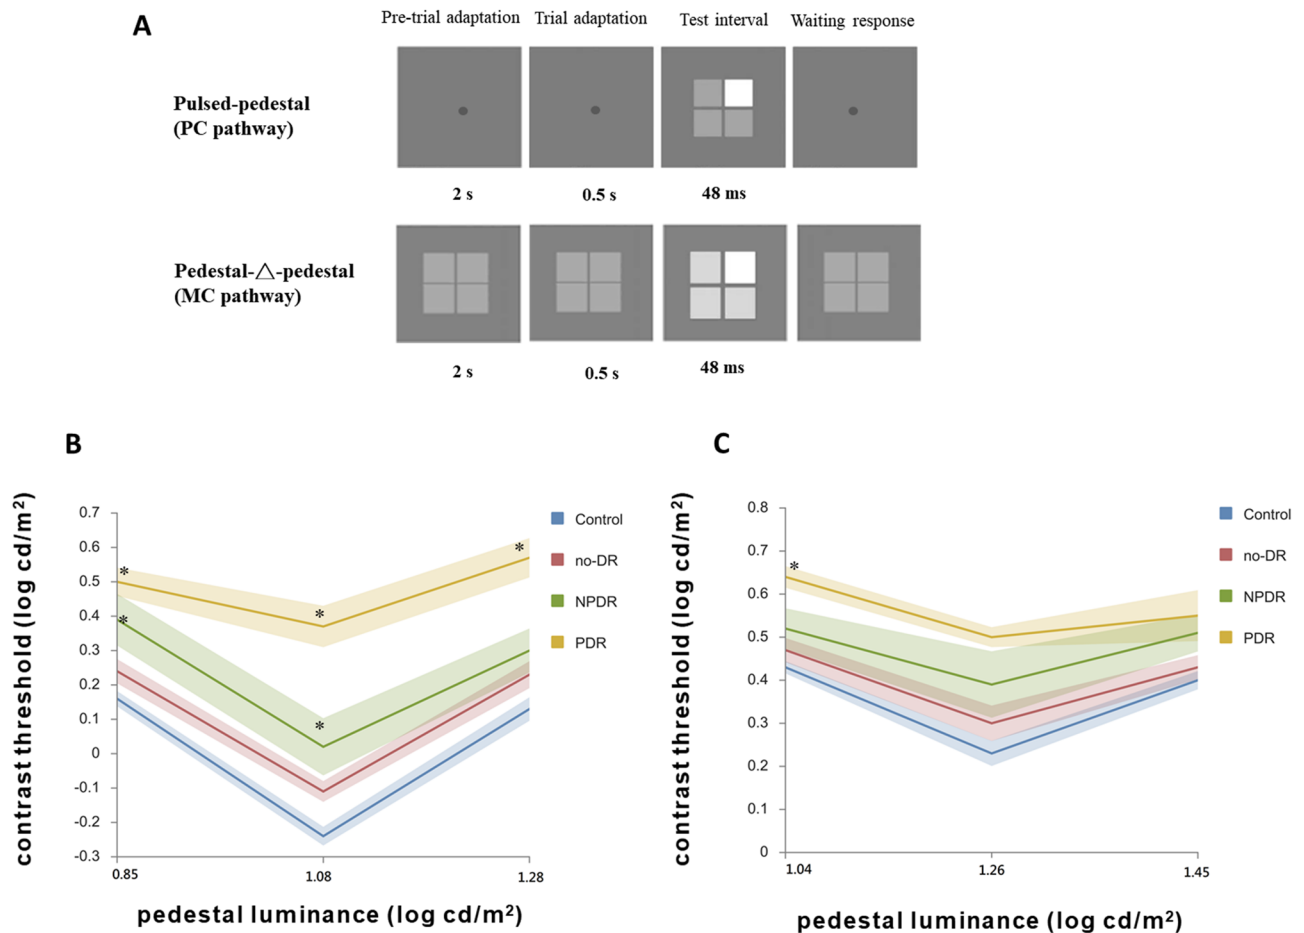 A
Pre-trial adaptation Trial adaptation Test interval Waiting response
Pulsed-pedestal
(PC pathway)
2 s 0.5 s 48 ms
Pedestal-△-pedestal
(MC pathway)
2 s 0.5 s 48 ms
B
contrast threshold (log cd/m²)
0.7
0.6
0.5
0.4
0.3
0.2
0.1
0
-0.1
-0.2
-0.3
*
*
*
*
*
Control
no-DR
NPDR
PDR
0.85 1.08 1.28
pedestal luminance (log cd/m²)
C
contrast threshold (log cd/m²)
0.8
0.7
0.6
0.5
0.4
0.3
0.2
0.1
0
*
Control
no-DR
NPDR
PDR
1.04 1.26 1.45
pedestal luminance (log cd/m²)